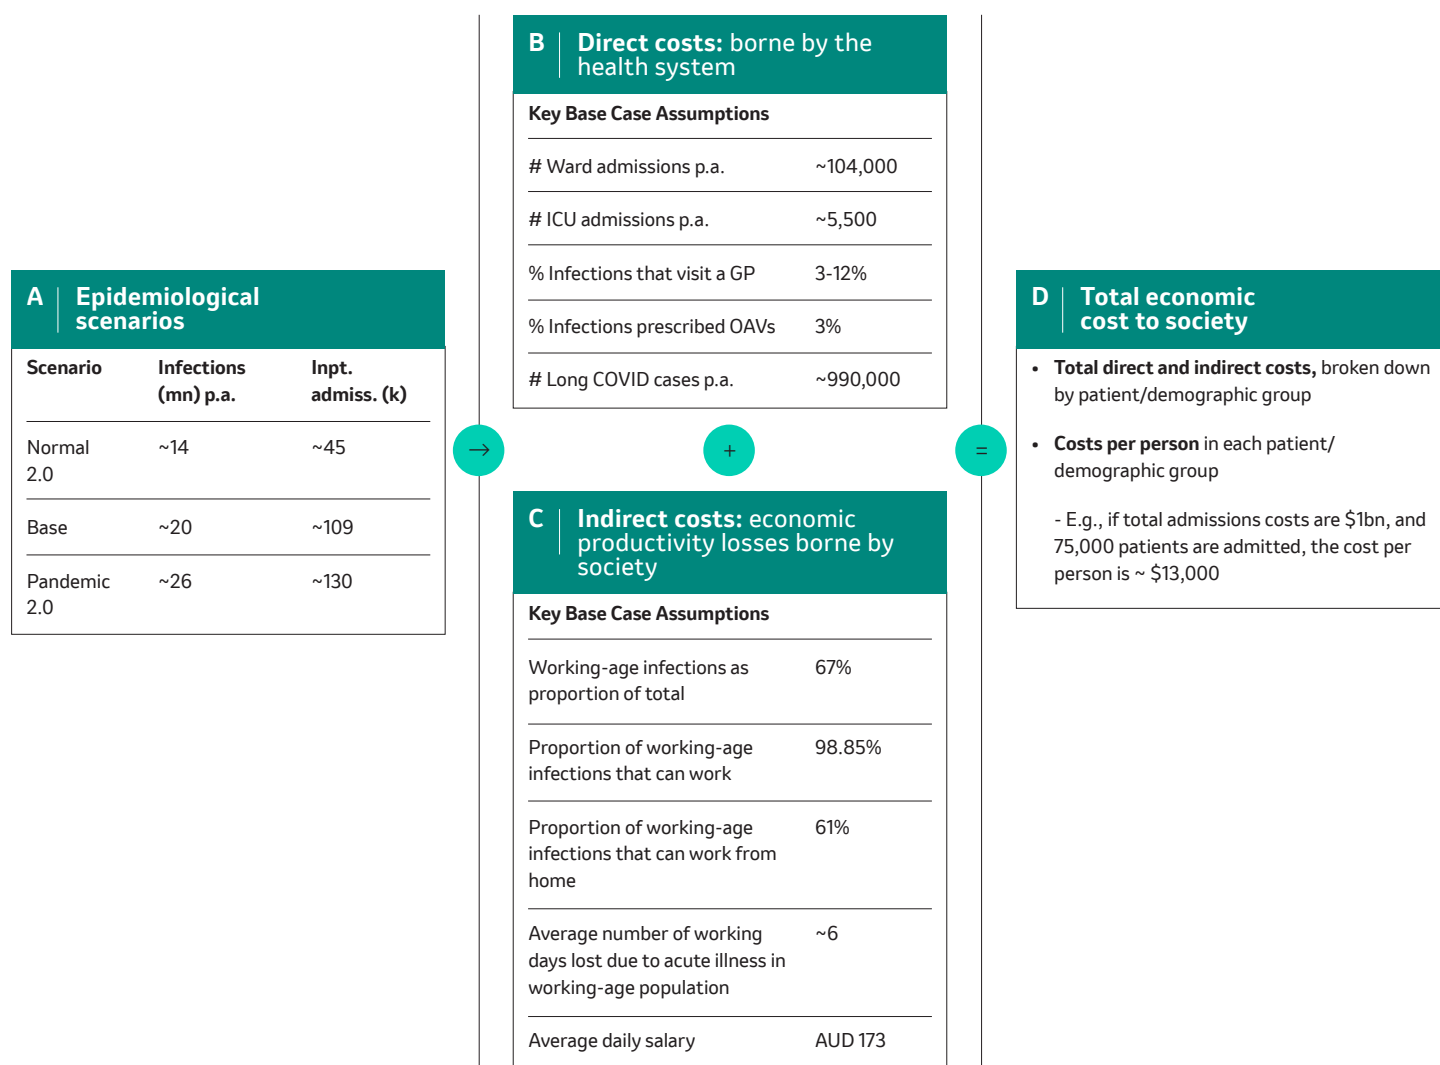 A
Epidemiological
scenarios
Scenario Infections Inpt.
(mn) p.a. admiss. (k)
Normal ~14 ~45
2.0
Base ~20 ~109
Pandemic ~26 ~130
2.0
→
B
Direct costs: borne by the
health system
Key Base Case Assumptions
# Ward admissions p.a. ~104,000
# ICU admissions p.a. ~5,500
% Infections that visit a GP 3-12%
% Infections prescribed OAVs 3%
# Long COVID cases p.a. ~990,000
+
C
Indirect costs: economic
productivity losses borne by
society
Key Base Case Assumptions
Working-age infections as 67%
proportion of total
Proportion of working-age 98.85%
infections that can work
Proportion of working-age 61%
infections that can work from
home
Average number of working ~6
days lost due to acute illness in
working-age population
Average daily salary AUD 173
=
D
Total economic
cost to society
• Total direct and indirect costs, broken down
by patient/demographic group
• Costs per person in each patient/
demographic group
- E.g., if total admissions costs are $1bn, and
75,000 patients are admitted, the cost per
person is ~ $13,000